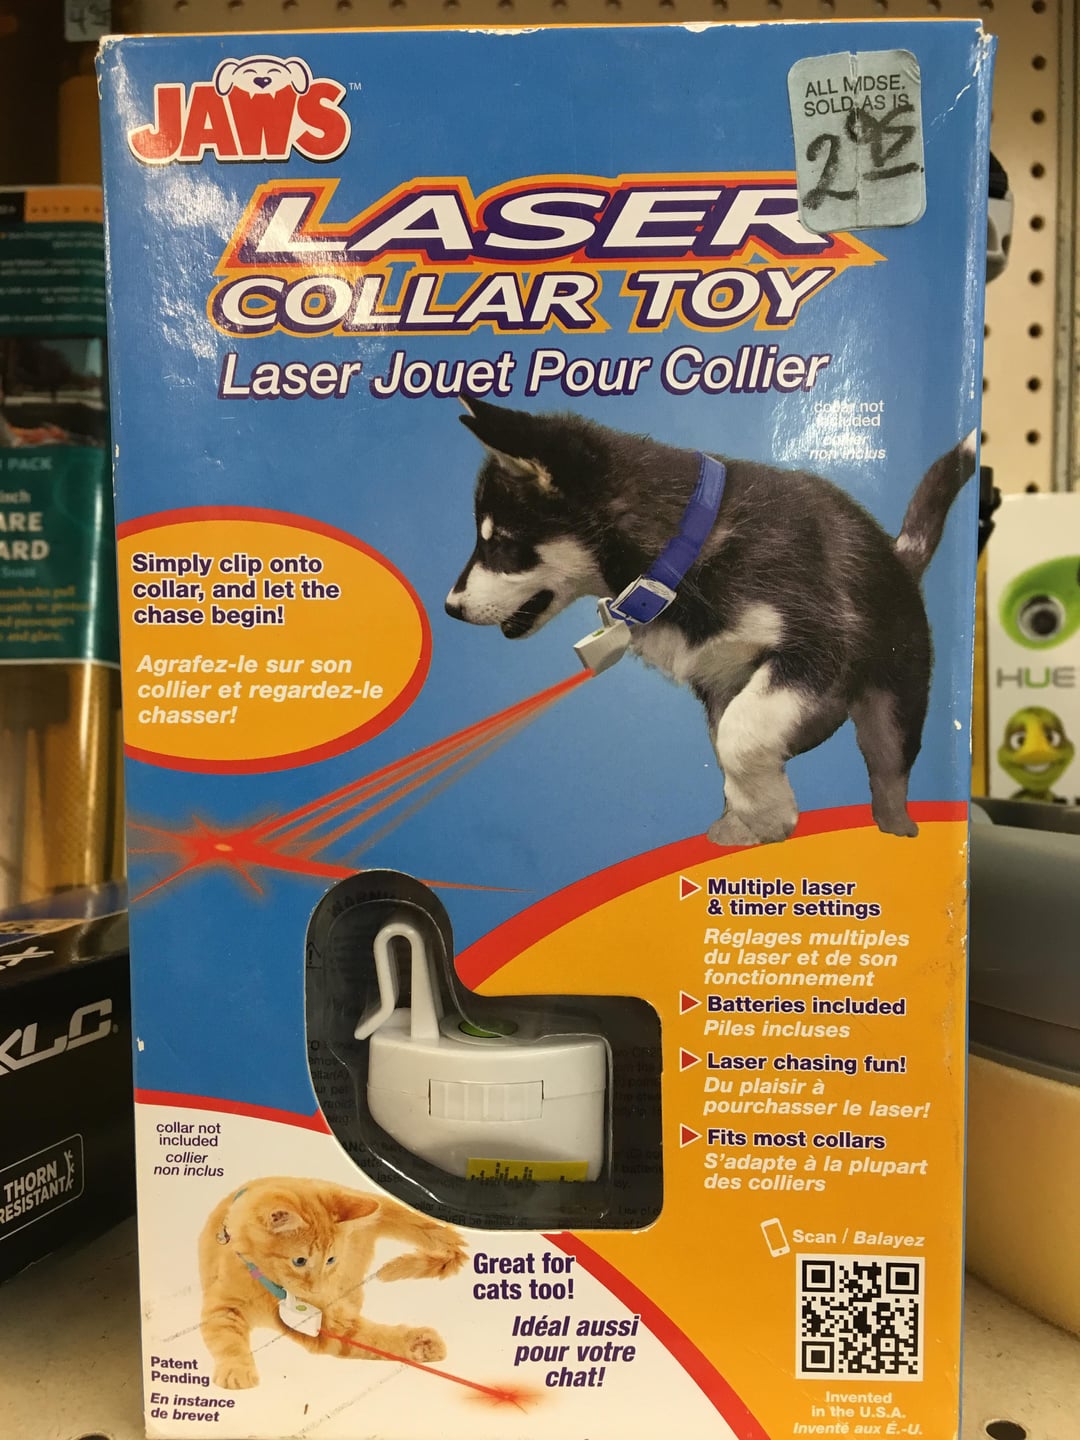 JAWS™
ALL MDSE.
SOLD AS IS
2 95
LASER
COLLAR TOY
Laser Jouet Pour Collier
collar not
included
collier
non inclus
Simply clip onto
collar, and let the
chase begin!
Agrafez-le sur son
collier et regardez-le
chasser!
Multiple laser
& timer settings
Réglages multiples
du laser et de son
fonctionnement
Batteries included
Piles incluses
Laser chasing fun!
Du plaisir à
pourchasser le laser!
Fits most collars
S'adapte à la plupart
des colliers
Scan / Balayez
Invented
in the U.S.A.
Inventé aux É.-U.
collar not
included
collier
non inclus
Great for
cats too!
Idéal aussi
pour votre
chat!
Patent
Pending
En instance
de brevet
PACK
ARE
ARD
KLC
THORN
RESISTANT
HUE